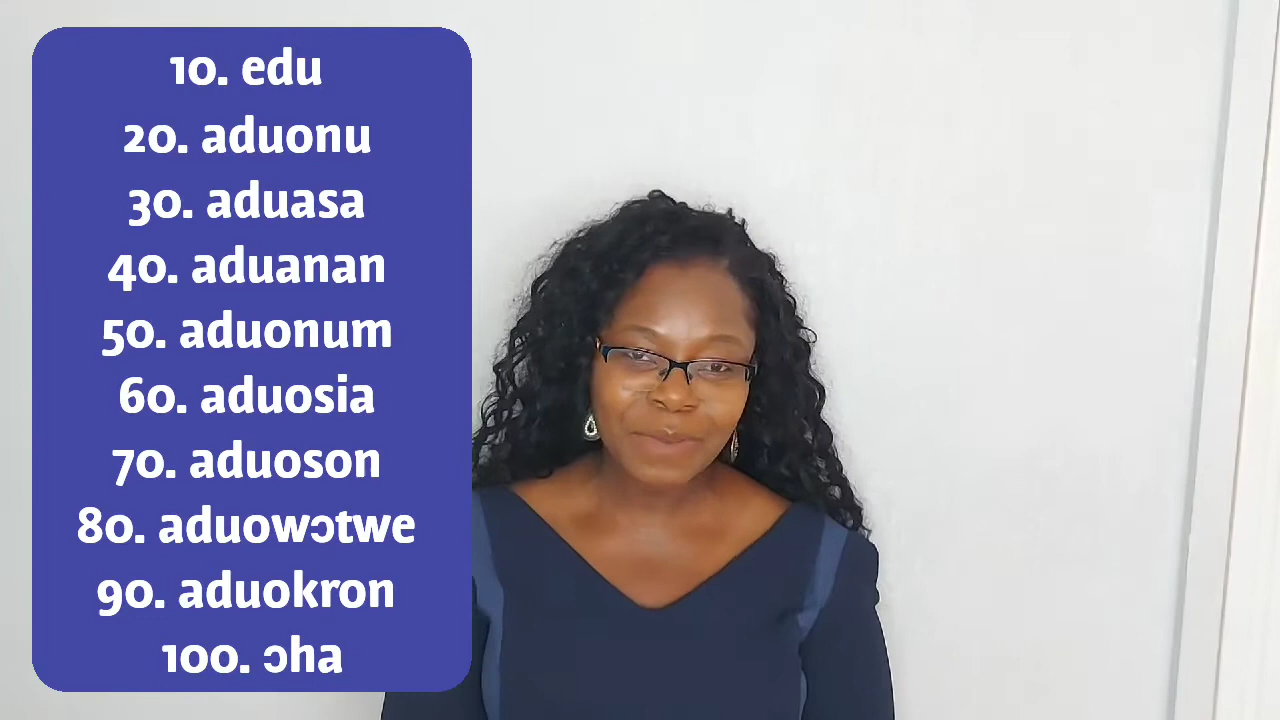 10. edu
20. aduonu
30. aduasa
40. aduanan
50. aduonum
60. aduosia
70. aduoson
80. aduowɔtwe
90. aduokron
100. ɔha